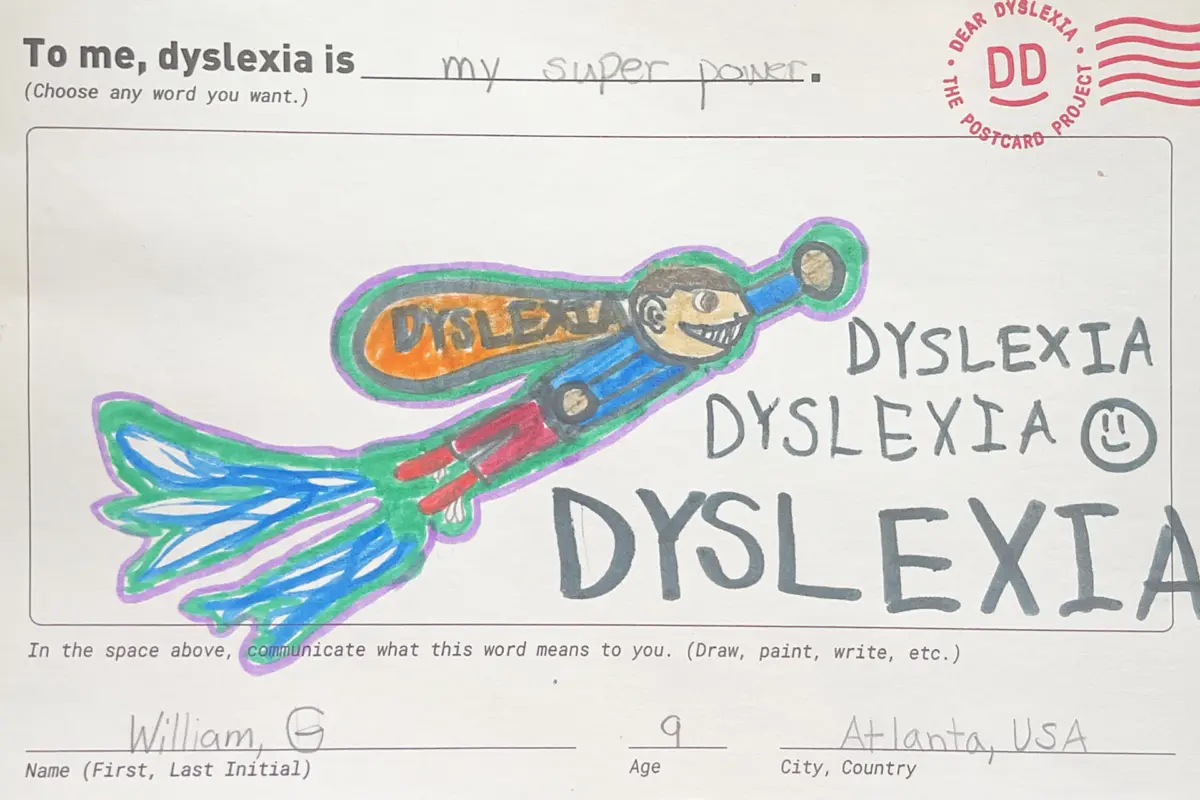 To me, dyslexia is my super power.
(Choose any word you want.)
DEAR DYSLEXIA • THE POSTCARD PROJECT •
DD
DYSLEXIA
DYSLEXIA
DYSLEXIA
DYSLEXIA
In the space above, communicate what this word means to you. (Draw, paint, write, etc.)
William, G
9
Atlanta, USA
Name (First, Last Initial)
Age
City, Country